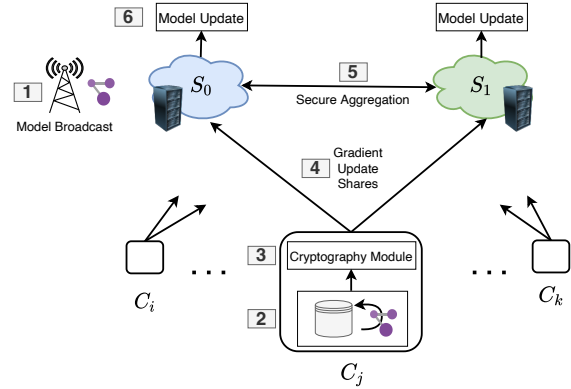 6
Model Update
Model Update
1
Model Broadcast
S0
5
Secure Aggregation
S1
4
Gradient
Update
Shares
3
Cryptography Module
2
Ci
...
Cj
...
Ck